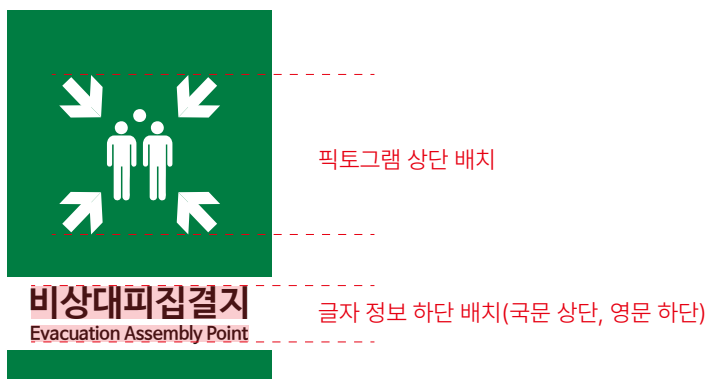 픽토그램 상단 배치
비상대피집결지
Evacuation Assembly Point
글자 정보 하단 배치(국문 상단, 영문 하단)